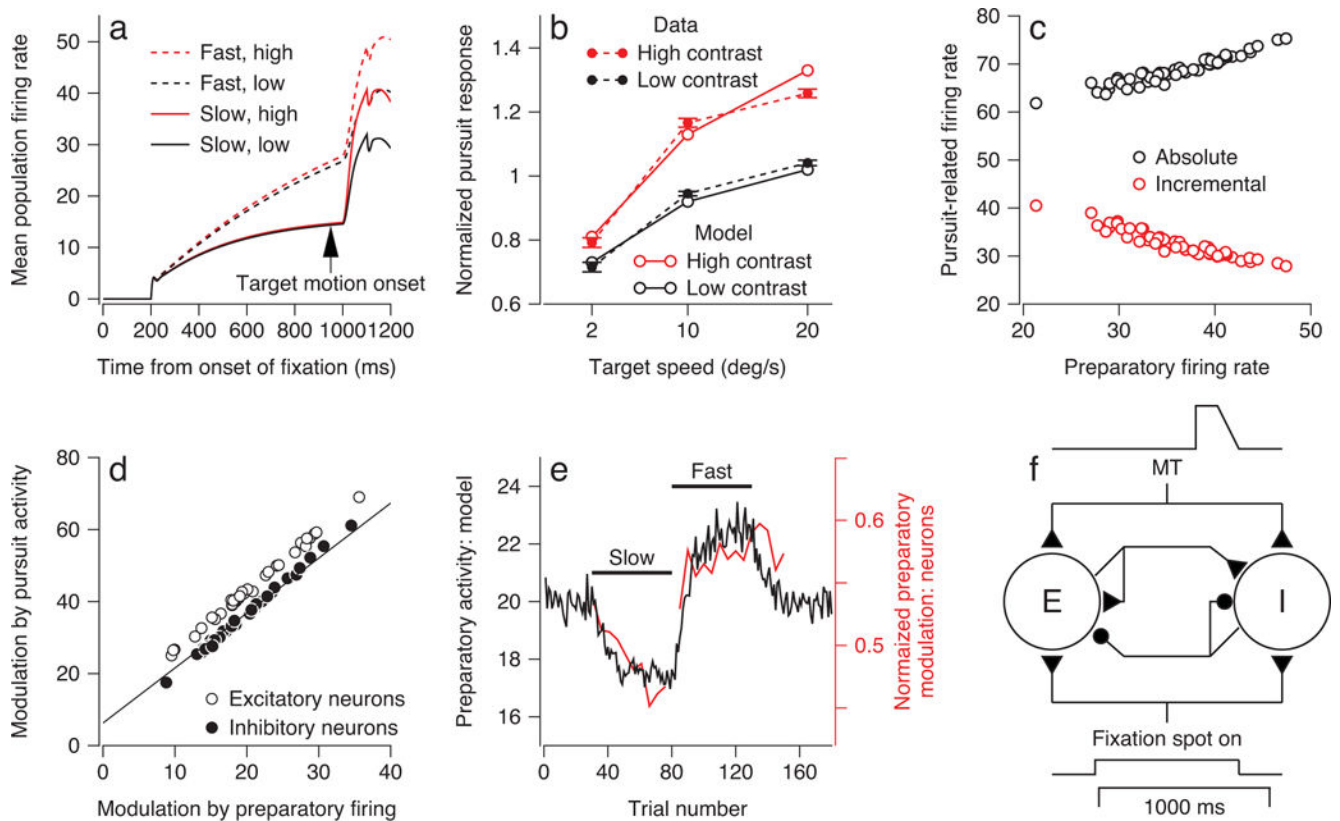 a
Mean population firing rate
50
40
30
20
10
0
Fast, high
Fast, low
Slow, high
Slow, low
Target motion onset
0 200 400 600 800 1000 1200
Time from onset of fixation (ms)
b
Normalized pursuit response
1.4
1.2
1
0.8
0.6
Data
High contrast
Low contrast
Model
High contrast
Low contrast
2 10 20
Target speed (deg/s)
c
Pursuit-related firing rate
80
70
60
50
40
30
20
Absolute
Incremental
20 30 40 50
Preparatory firing rate
d
Modulation by pursuit activity
80
60
40
20
0
Excitatory neurons
Inhibitory neurons
0 10 20 30 40
Modulation by preparatory firing
e
Preparatory activity: model
24
22
20
18
16
Slow
Fast
0.6
0.5
Normaized preparatory
modulation: neurons
0 40 80 120 160
Trial number
f
MT
E
I
Fixation spot on
1000 ms